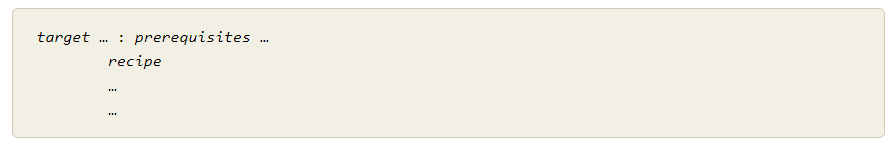 target … : prerequisites …
recipe
…
…